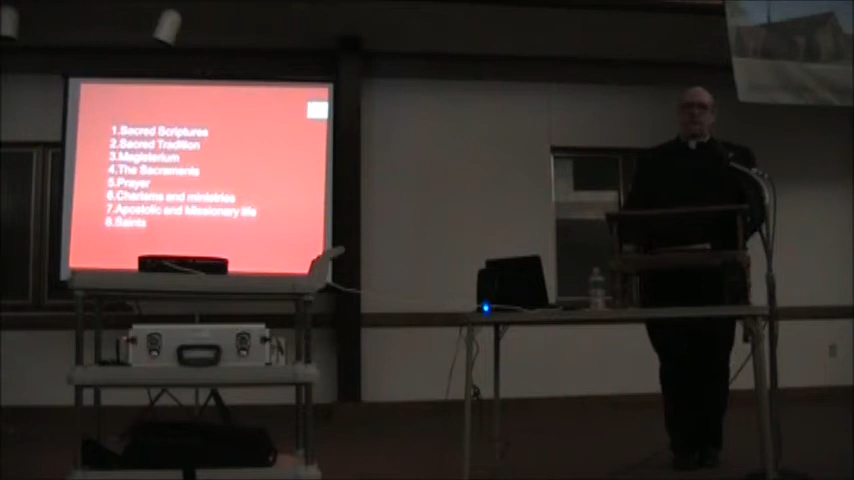 1.Sacred Scriptures
2.Sacred Tradition
3.Magisterium
4.The Sacraments
5.Prayer
6.Charisms and ministries
7.Apostolic and Missionary life
8.Saints